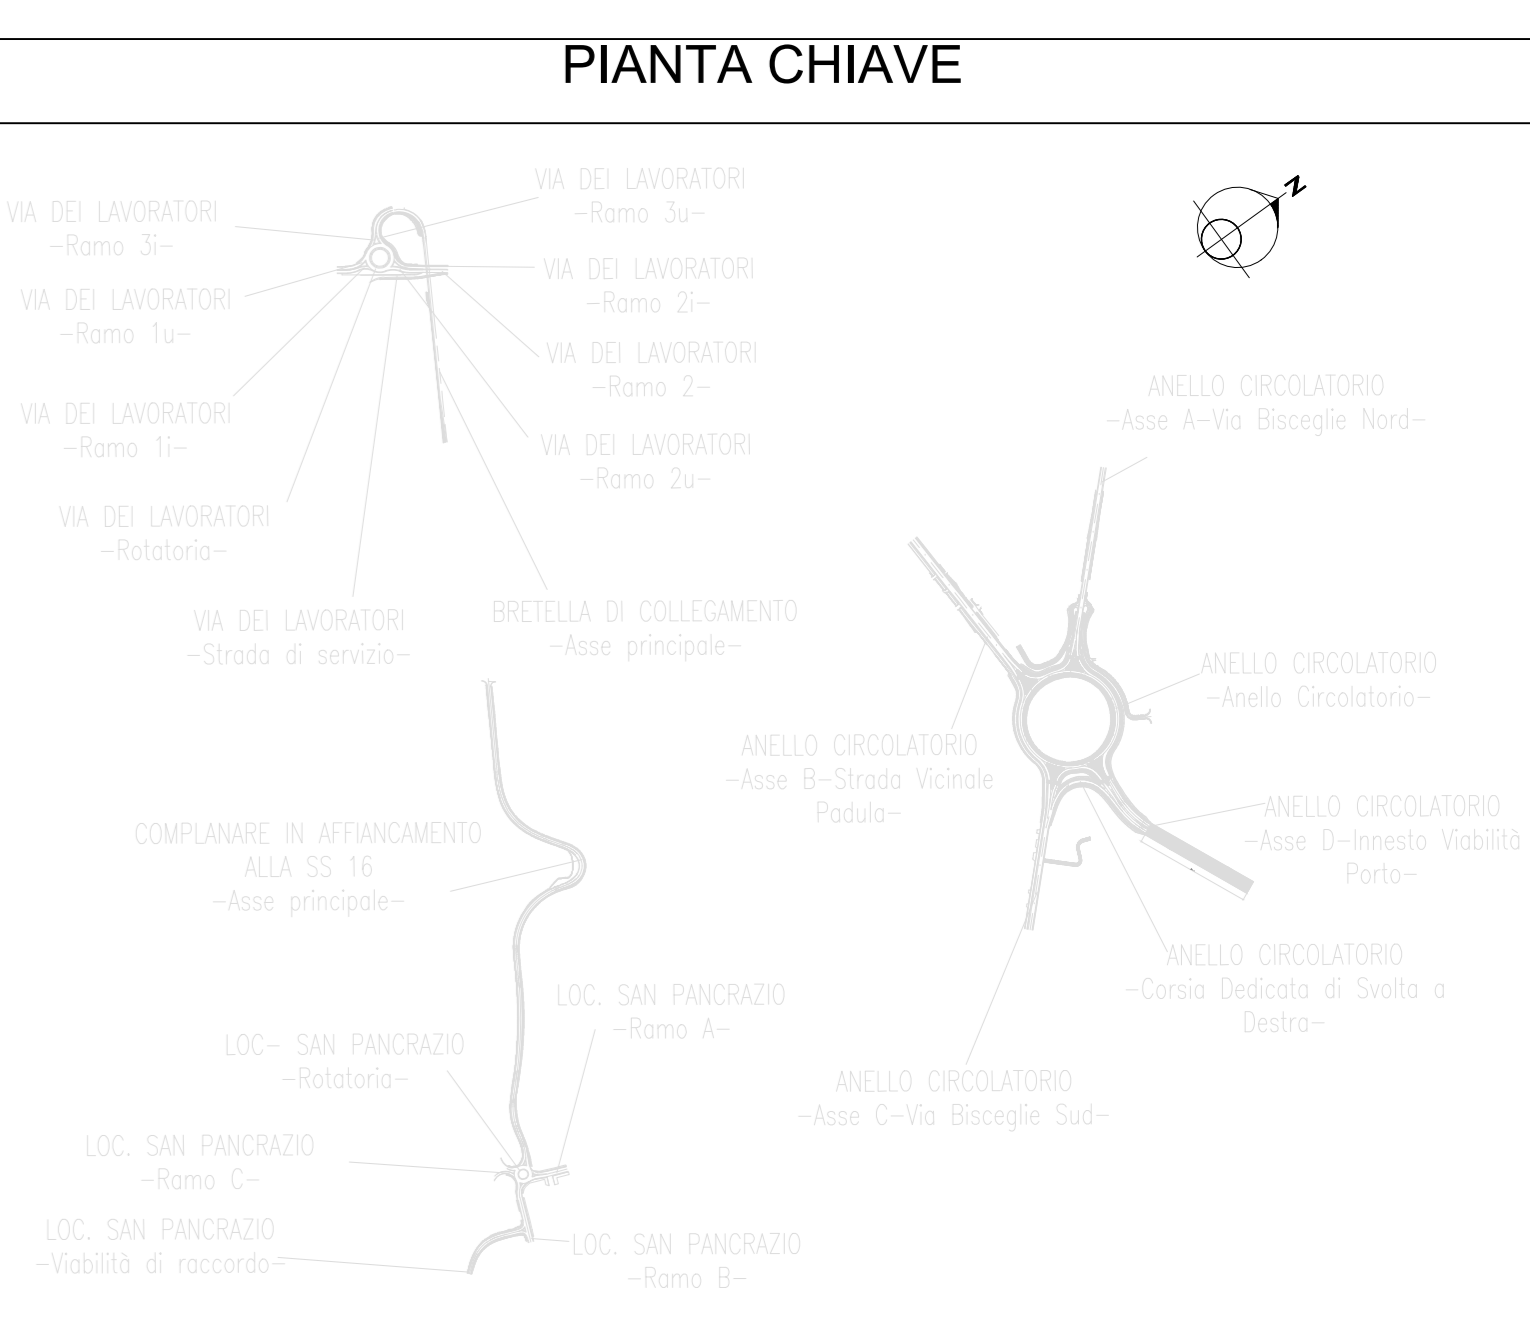 PIANTA CHIAVE
VIA DEI LAVORATORI
-Ramo 3u-
VIA DEI LAVORATORI
-Ramo 3i-
N
VIA DEI LAVORATORI
-Ramo 2i-
VIA DEI LAVORATORI
-Ramo 1u-
VIA DEI LAVORATORI
-Ramo 2-
VIA DEI LAVORATORI
-Ramo 1i-
VIA DEI LAVORATORI
-Ramo 2u-
VIA DEI LAVORATORI
-Rotatoria-
VIA DEI LAVORATORI
-Strada di servizio-
BRETELLA DI COLLEGAMENTO
-Asse principale-
ANELLO CIRCOLATORIO
-Asse A-Via Bisceglie Nord-
ANELLO CIRCOLATORIO
-Anello Circolatorio-
ANELLO CIRCOLATORIO
-Asse B-Strada Vicinale
Padula-
ANELLO CIRCOLATORIO
-Asse D-Innesto Viabilità
Porto-
COMPLANARE IN AFFIANCAMENTO
ALLA SS 16
-Asse principale-
ANELLO CIRCOLATORIO
-Corsia Dedicata di Svolta a
Destra-
LOC. SAN PANCRAZIO
-Ramo A-
LOC- SAN PANCRAZIO
-Rotatoria-
ANELLO CIRCOLATORIO
-Asse C-Via Bisceglie Sud-
LOC. SAN PANCRAZIO
-Ramo C-
LOC. SAN PANCRAZIO
-Viabilità di raccordo-
LOC. SAN PANCRAZIO
-Ramo B-